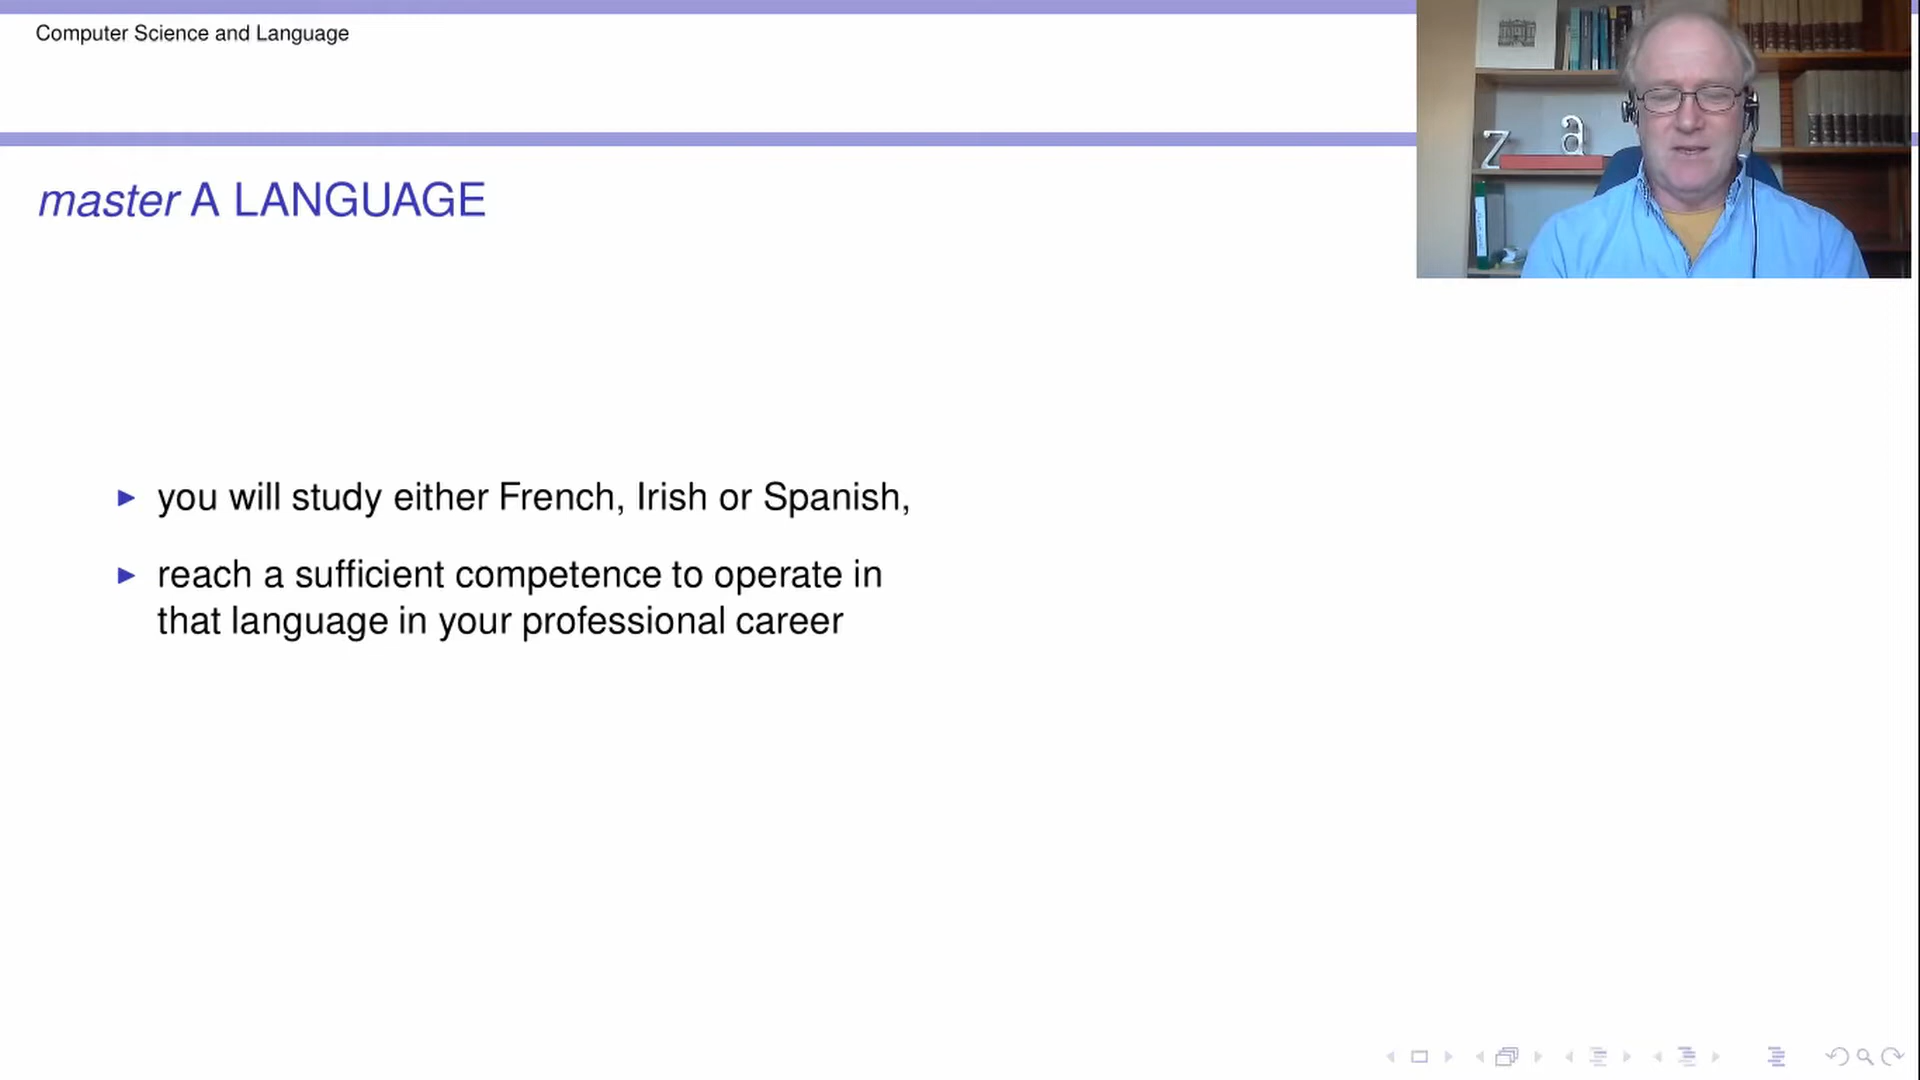 Computer Science and Language
master A LANGUAGE
z a
you will study either French, Irish or Spanish,
reach a sufficient competence to operate in
that language in your professional career